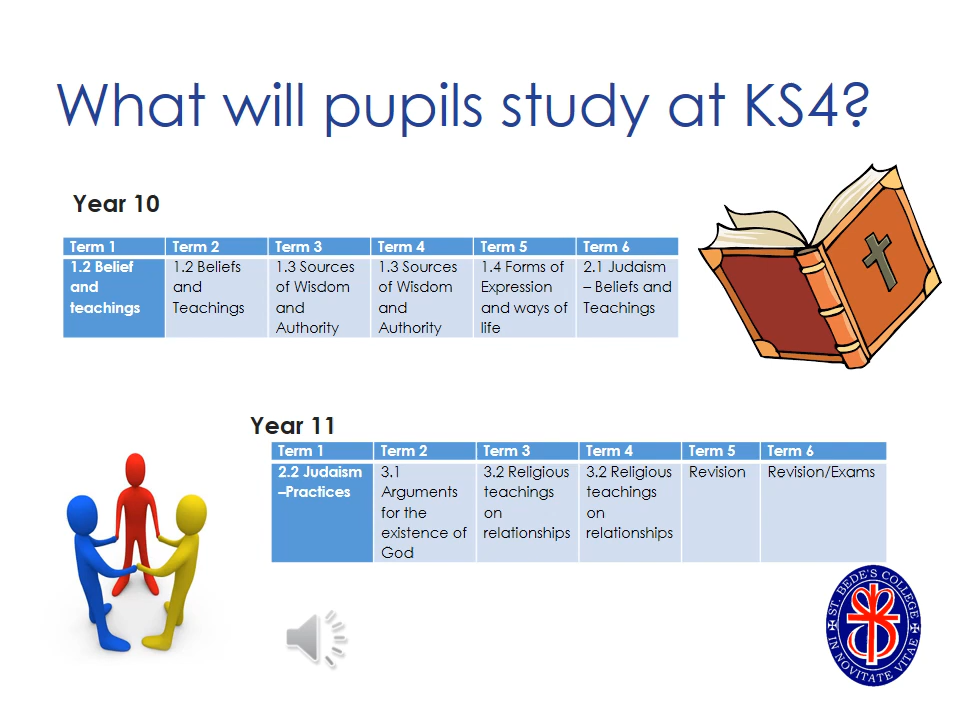 What will pupils study at KS4?
Year 10
Term 1 Term 2 Term 3 Term 4 Term 5 Term 6
1.2 Belief 1.2 Beliefs 1.3 Sources 1.3 Sources 1.4 Forms of 2.1 Judaism
and and of Wisdom of Wisdom Expression – Beliefs and
teachings Teachings and and and ways of Teachings
Authority Authority life
Year 11
Term 1 Term 2 Term 3 Term 4 Term 5 Term 6
2.2 Judaism 3.1 3.2 Religious 3.2 Religious Revision Revision/Exams
–Practices Arguments teachings teachings
for the on on
existence of relationships relationships
God
ST. BEDE'S COLLEGE
IN NOVITATE VITAE